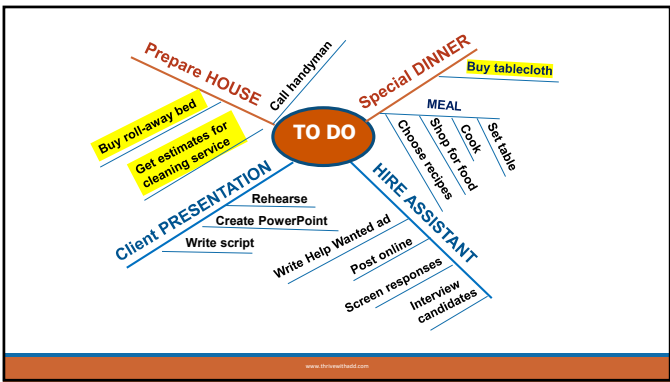 Prepare HOUSE
Call handyman
Buy roll-away bed
Get estimates for
cleaning service
TO DO
Special DINNER
Buy tablecloth
MEAL
Choose recipes
Shop for food
Cook
Set table
Client PRESENTATION
Rehearse
Create PowerPoint
Write script
HIRE ASSISTANT
Write Help Wanted ad
Post online
Screen responses
Interview
candidates
www.thrivewithadd.com